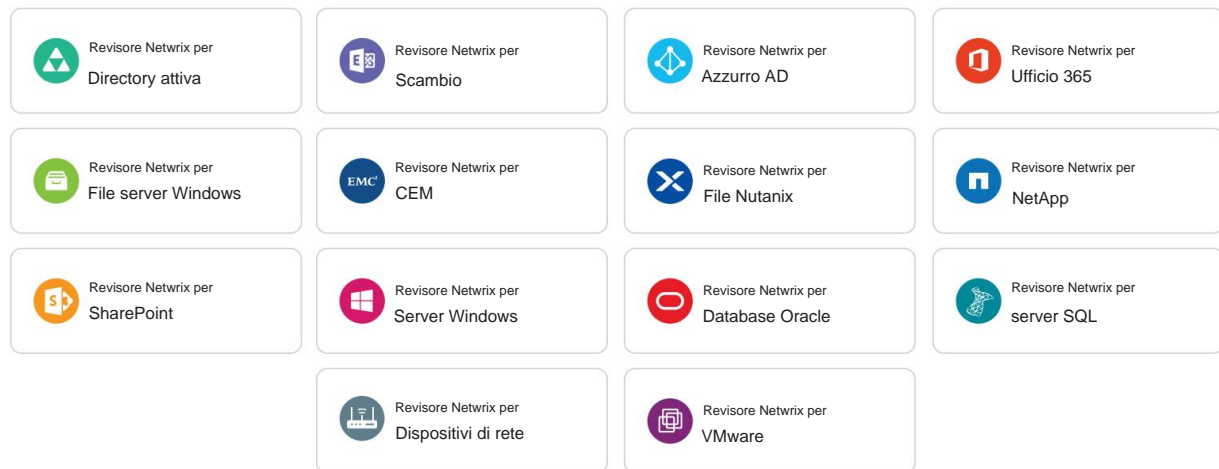 Revisore Netwrix per
Directory attiva
Revisore Netwrix per
Scambio
Revisore Netwrix per
Azzurro AD
Revisore Netwrix per
Ufficio 365
Revisore Netwrix per
File server Windows
EMC²
Revisore Netwrix per
CEM
Revisore Netwrix per
File Nutanix
Revisore Netwrix per
NetApp
S
Revisore Netwrix per
SharePoint
Revisore Netwrix per
Server Windows
Revisore Netwrix per
Database Oracle
Revisore Netwrix per
server SQL
Revisore Netwrix per
Dispositivi di rete
Revisore Netwrix per
VMware